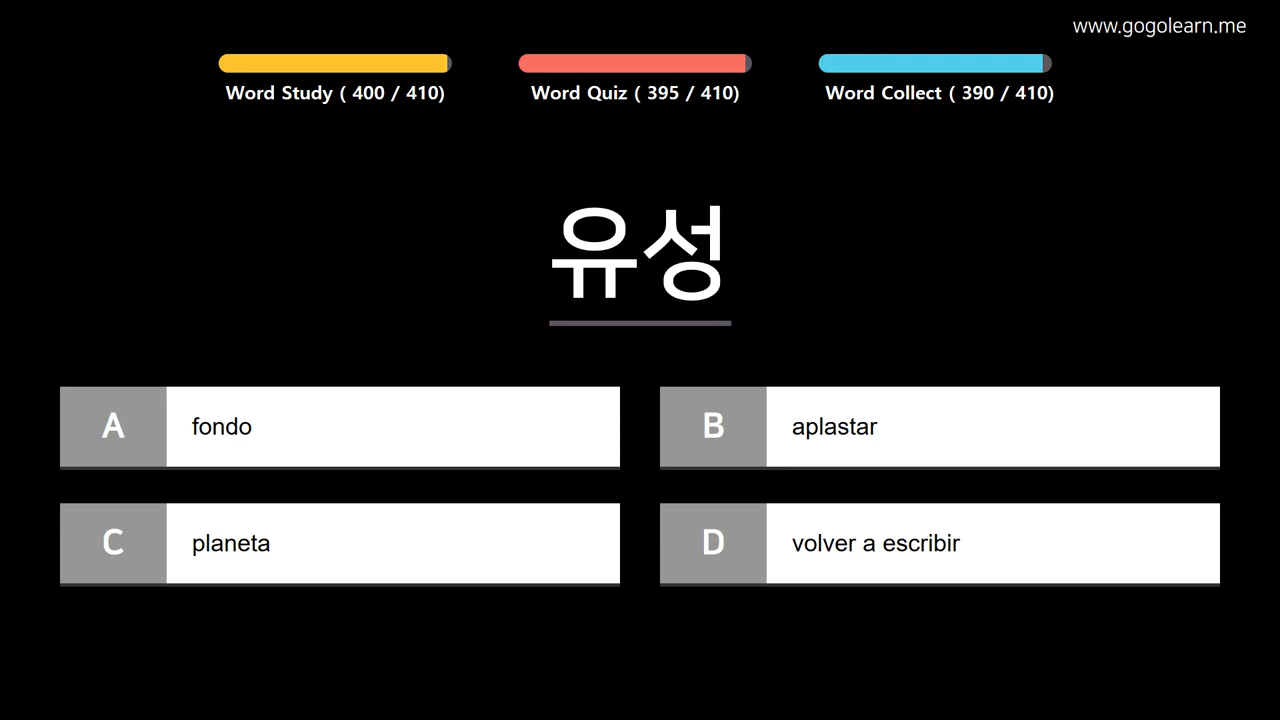 www.gogolearn.me
Word Study ( 400 / 410)
Word Quiz ( 395 / 410)
Word Collect ( 390 / 410)
유성
A fondo
B aplastar
C planeta
D volver a escribir